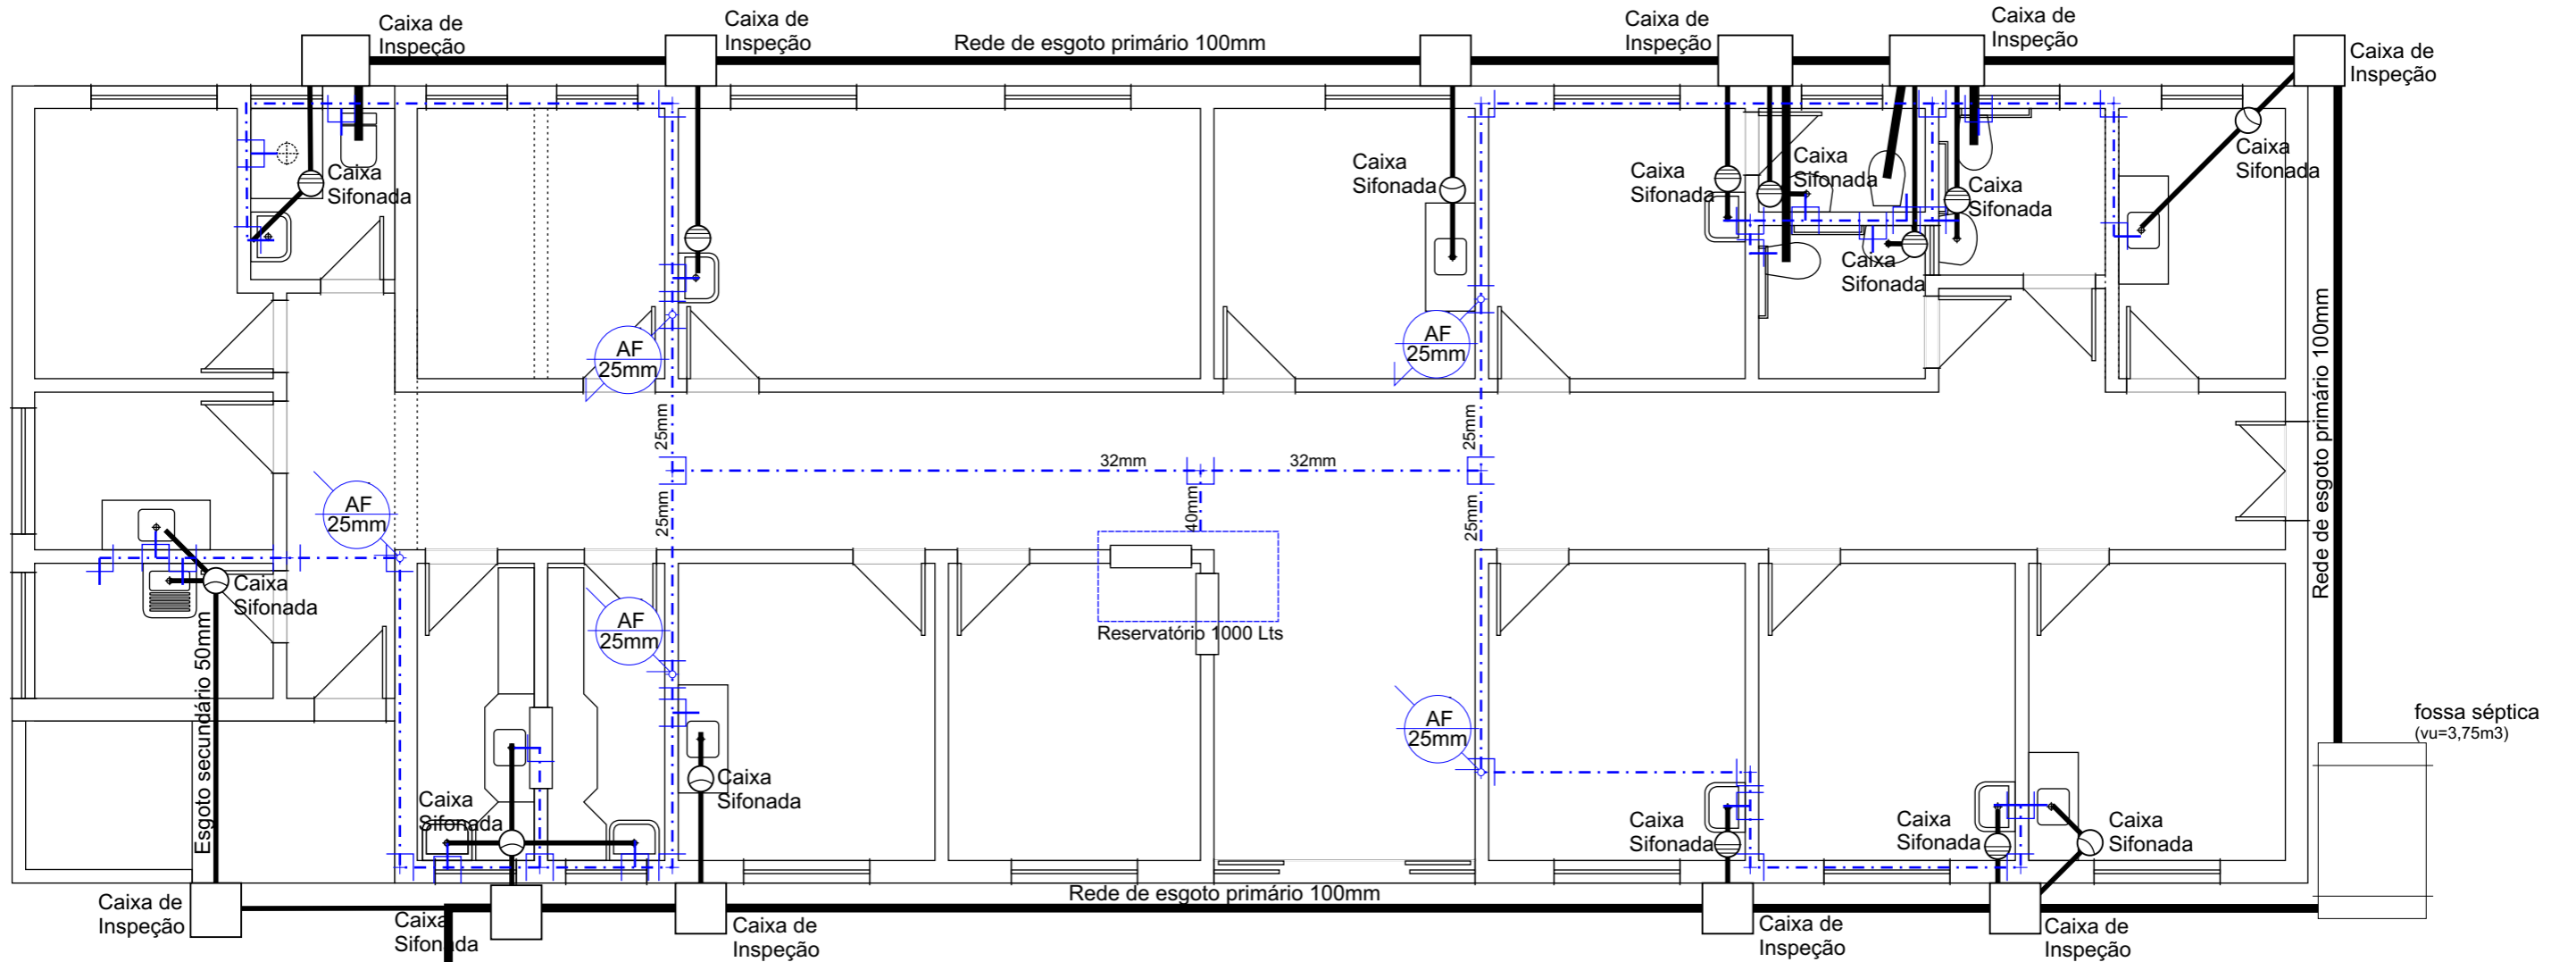 Caixa de
Inspeção
Caixa de
Inspeção
Rede de esgoto primário 100mm
Caixa de
Inspeção
Caixa de
Inspeção
Caixa de
Inspeção
Caixa
Sifonada
Caixa
Sifonada
Caixa
Sifonada
Caixa
Sifonada
Caixa
Sifonada
Caixa
Sifonada
Caixa
Sifonada
AF
25mm
AF
25mm
25mm
25mm
32mm
32mm
40mm
25mm
25mm
Rede de esgoto primário 100mm
AF
25mm
Caixa
Sifonada
AF
25mm
Reservatório 1000 Lts
Esgoto secundário 50mm
AF
25mm
fossa séptica
(vu=3,75m3)
Caixa
Sifonada
Caixa
Sifonada
Caixa
Sifonada
Caixa
Sifonada
Caixa
Sifonada
Rede de esgoto primário 100mm
Caixa de
Inspeção
Caixa
Sifonada
Caixa de
Inspeção
Caixa de
Inspeção
Caixa de
Inspeção